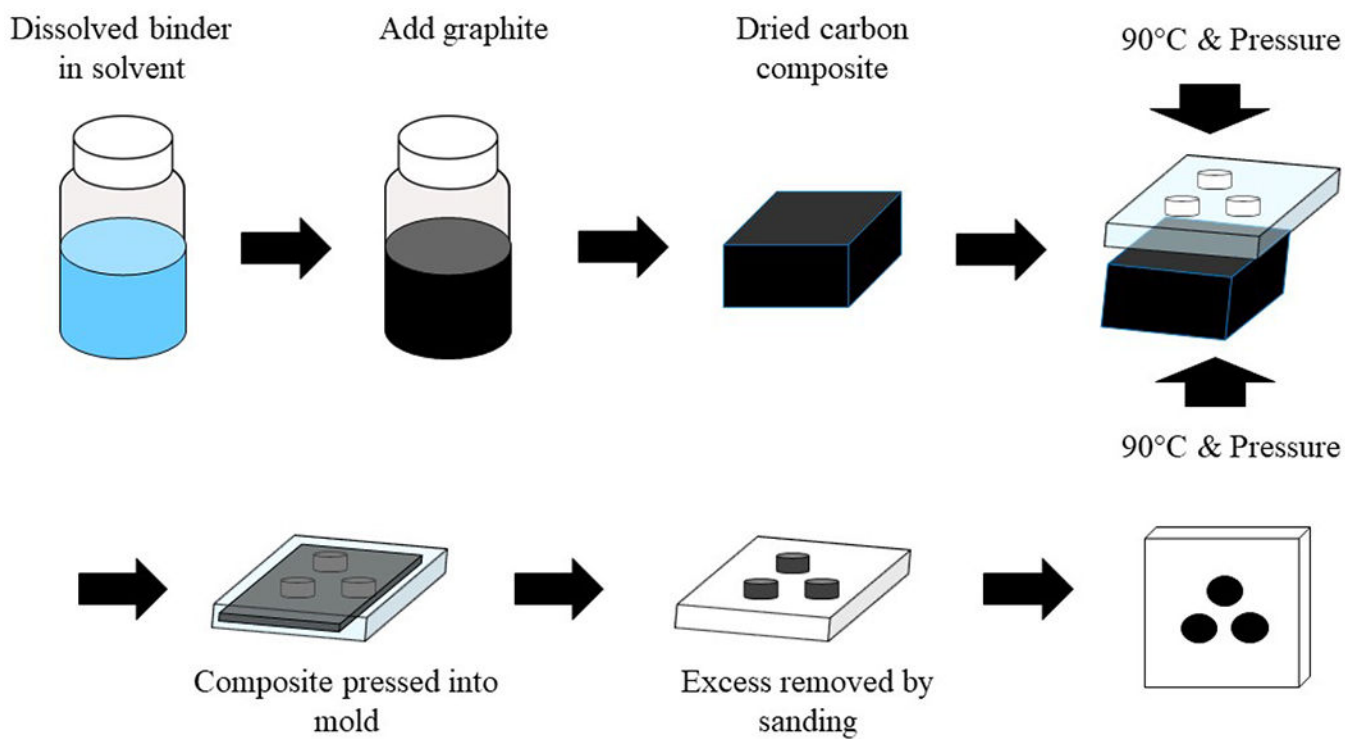 Dissolved binder
in solvent
Add graphite
Dried carbon
composite
90°C & Pressure
90°C & Pressure
Composite pressed into
mold
Excess removed by
sanding